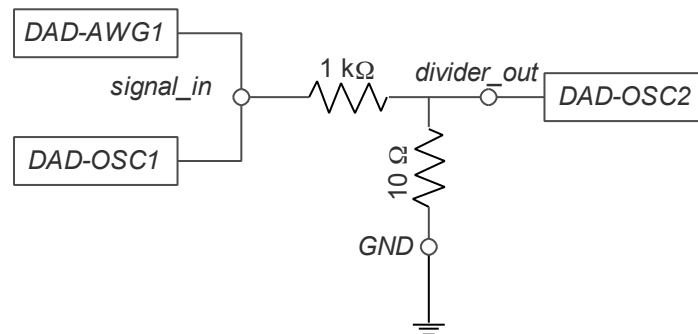 DAD-AWG1
signal_in
DAD-OSC1
1 kΩ
divider_out
DAD-OSC2
10 Ω
GND